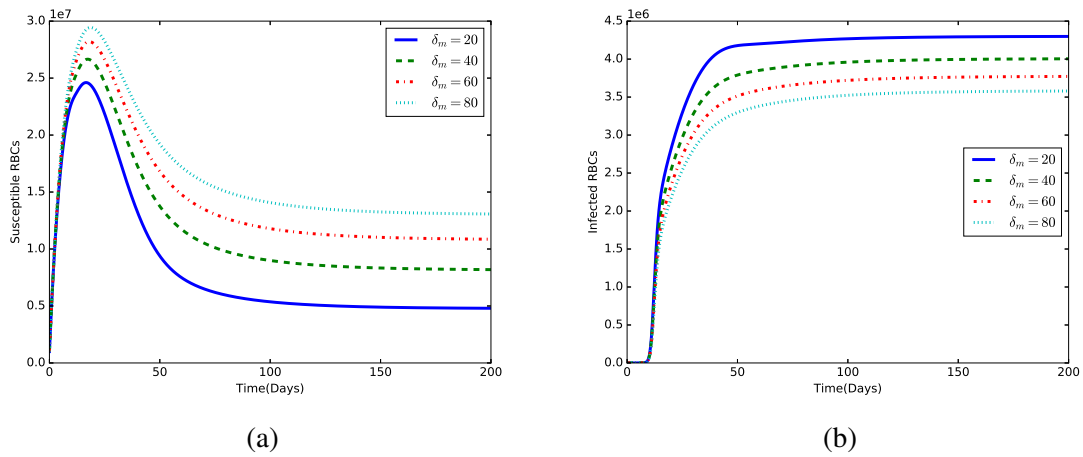 1e7
3.0
2.5
2.0
1.5
1.0
0.5
0.0
Susceptible RBCs
0
50
100
150
200
Time(Days)
δm = 20
δm = 40
δm = 60
δm = 80
(a)
1e6
4.5
4.0
3.5
3.0
2.5
2.0
1.5
1.0
0.5
0.0
Infected RBCs
0
50
100
150
200
Time(Days)
δm = 20
δm = 40
δm = 60
δm = 80
(b)